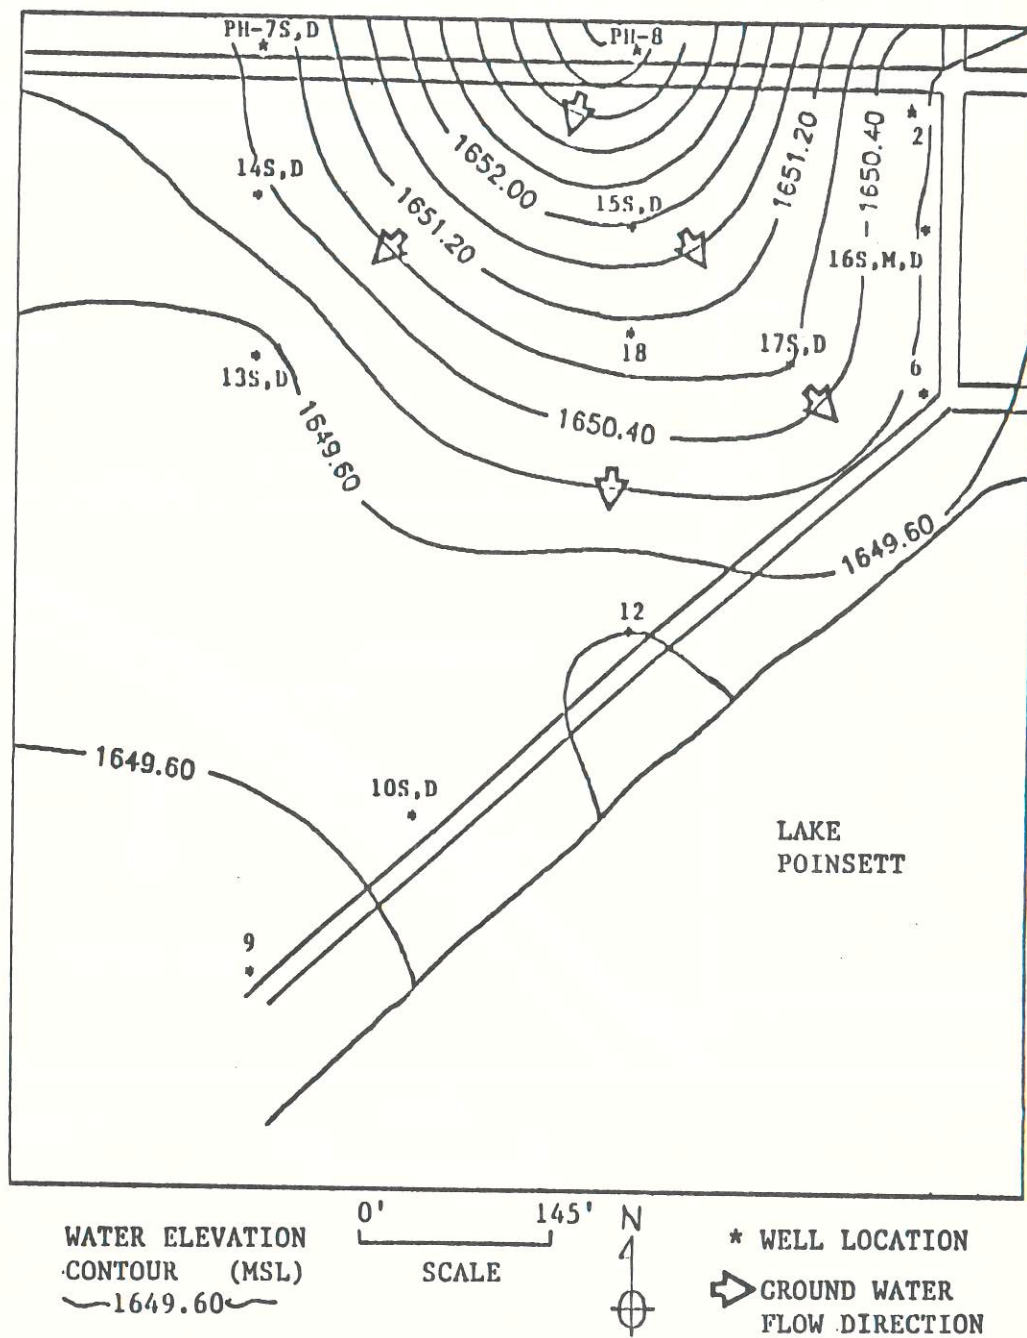 PH-7S,D
PH-8
2
14S,D
1652.00
15S,D
1651.20
1650.40
1651.20
16S,M,D
18
17S,D
6
13S,D
1650.40
1649.60
1649.60
12
1649.60
10S,D
LAKE
POINSETT
9
0' 145'
SCALE
N
WATER ELEVATION
CONTOUR (MSL)
1649.60
* WELL LOCATION
GROUND WATER
FLOW DIRECTION